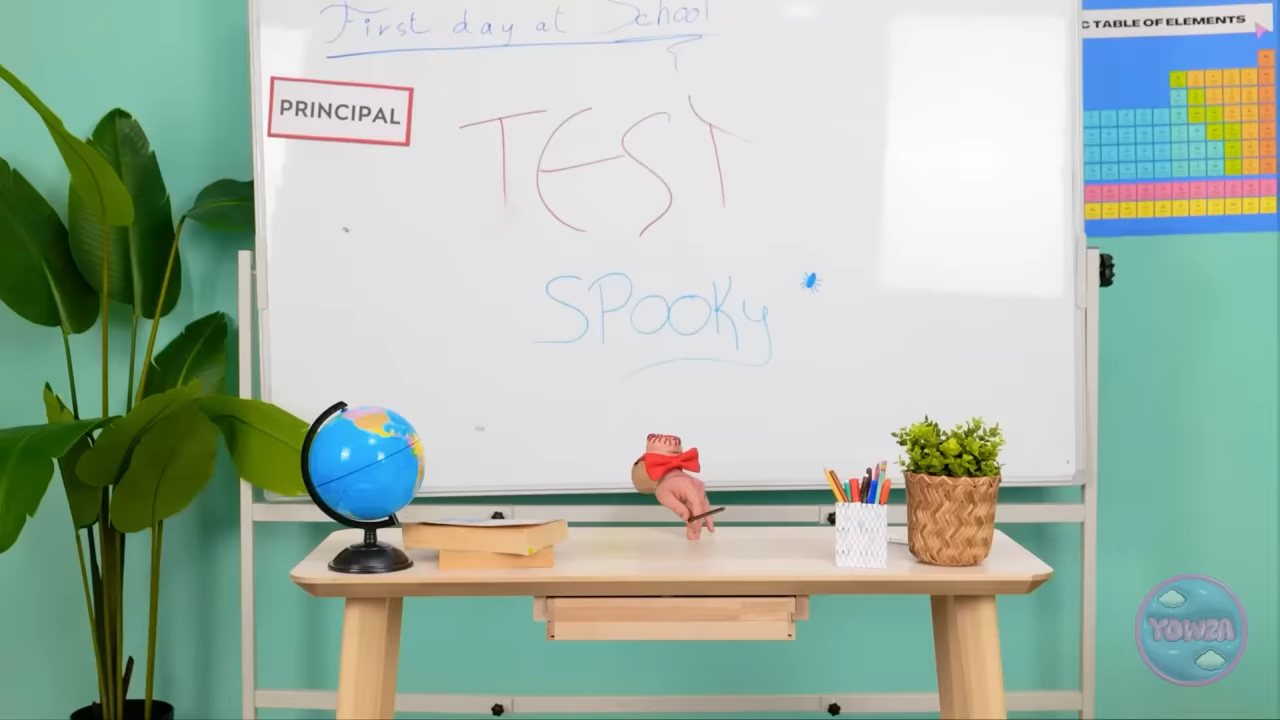 First day at School
TABLE OF ELEMENTS
PRINCIPAL
TEST
SPOOKY
YOWZA